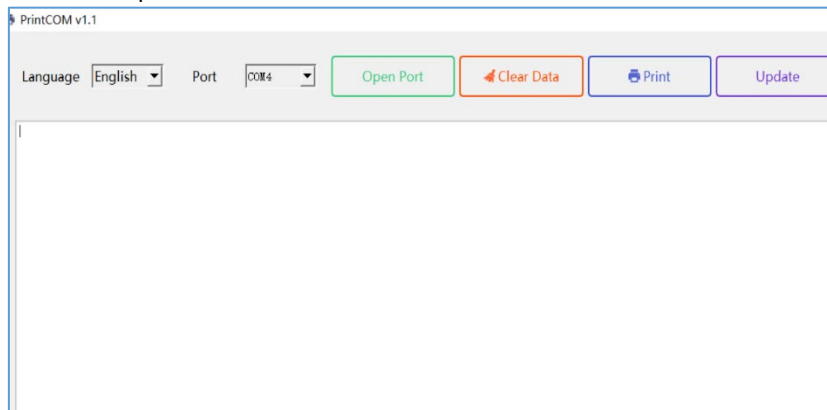 PrintCOM v1.1
Language English Port COM4 Open Port Clear Data Print Update